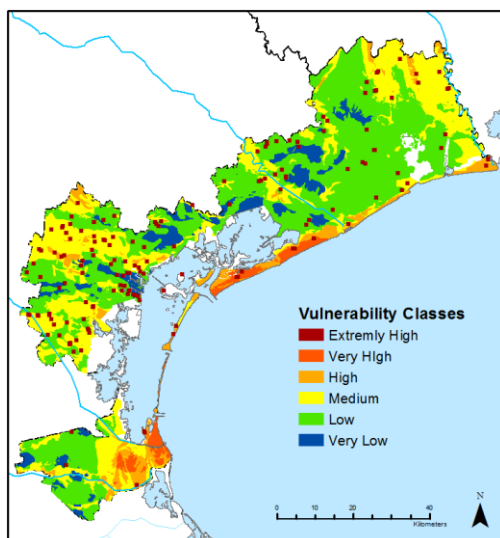 Vulnerability Classes
Extremly High
Very HIgh
High
Medium
Low
Very Low
N
0 10 20 30 40
Kilometers